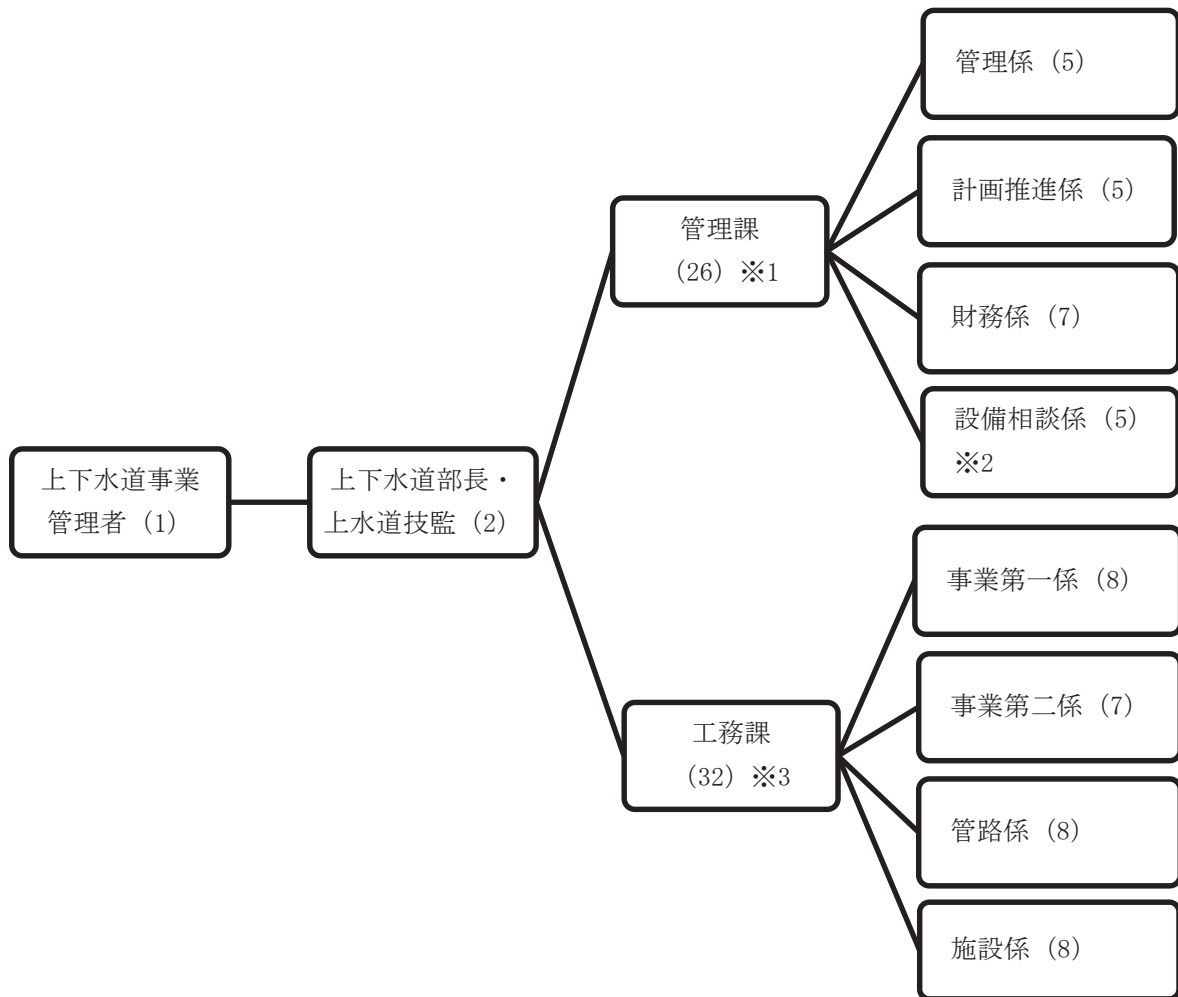 上下水道事業
管理者 (1)
上下水道部長・
上水道技監 (2)
管理課
(26) ※1
管理係 (5)
計画推進係 (5)
財務係 (7)
設備相談係 (5)
※2
工務課
(32) ※3
事業第一係 (8)
事業第二係 (7)
管路係 (8)
施設係 (8)